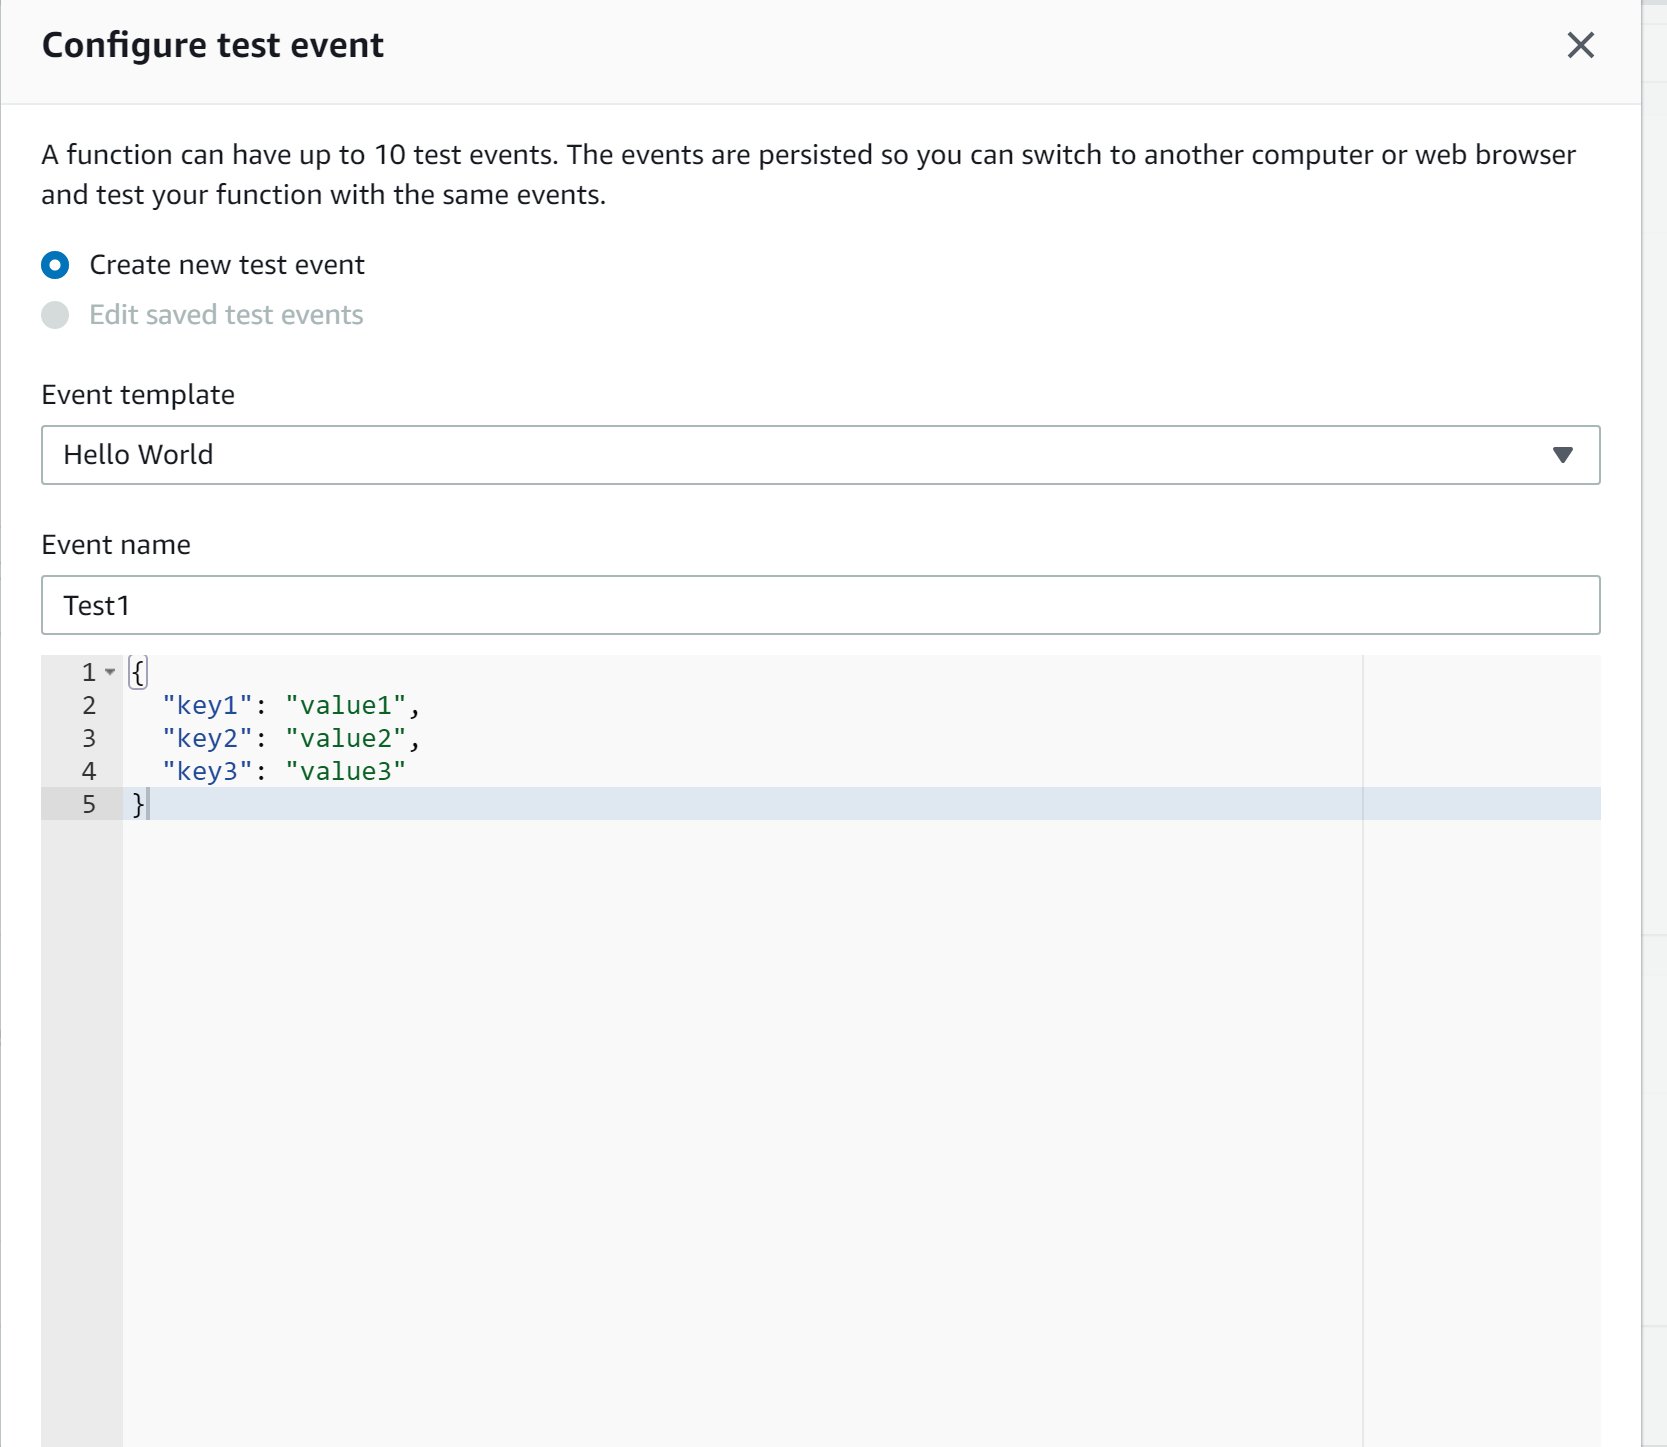 Configure test event
A function can have up to 10 test events. The events are persisted so you can switch to another computer or web browser
and test your function with the same events.
Create new test event
Edit saved test events
Event template
Hello World
Event name
Test1
1 {
2 "key1": "value1",
3 "key2": "value2",
4 "key3": "value3"
5 }